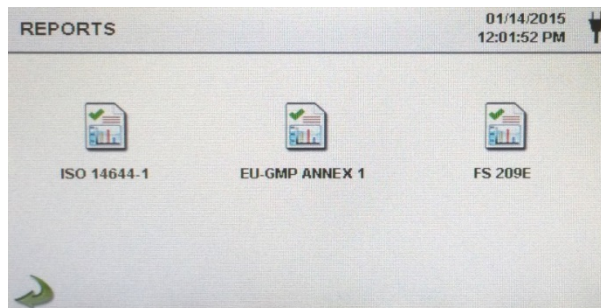 REPORTS
01/14/2015
12:01:52 PM
ISO 14644-1
EU-GMP ANNEX 1
FS 209E